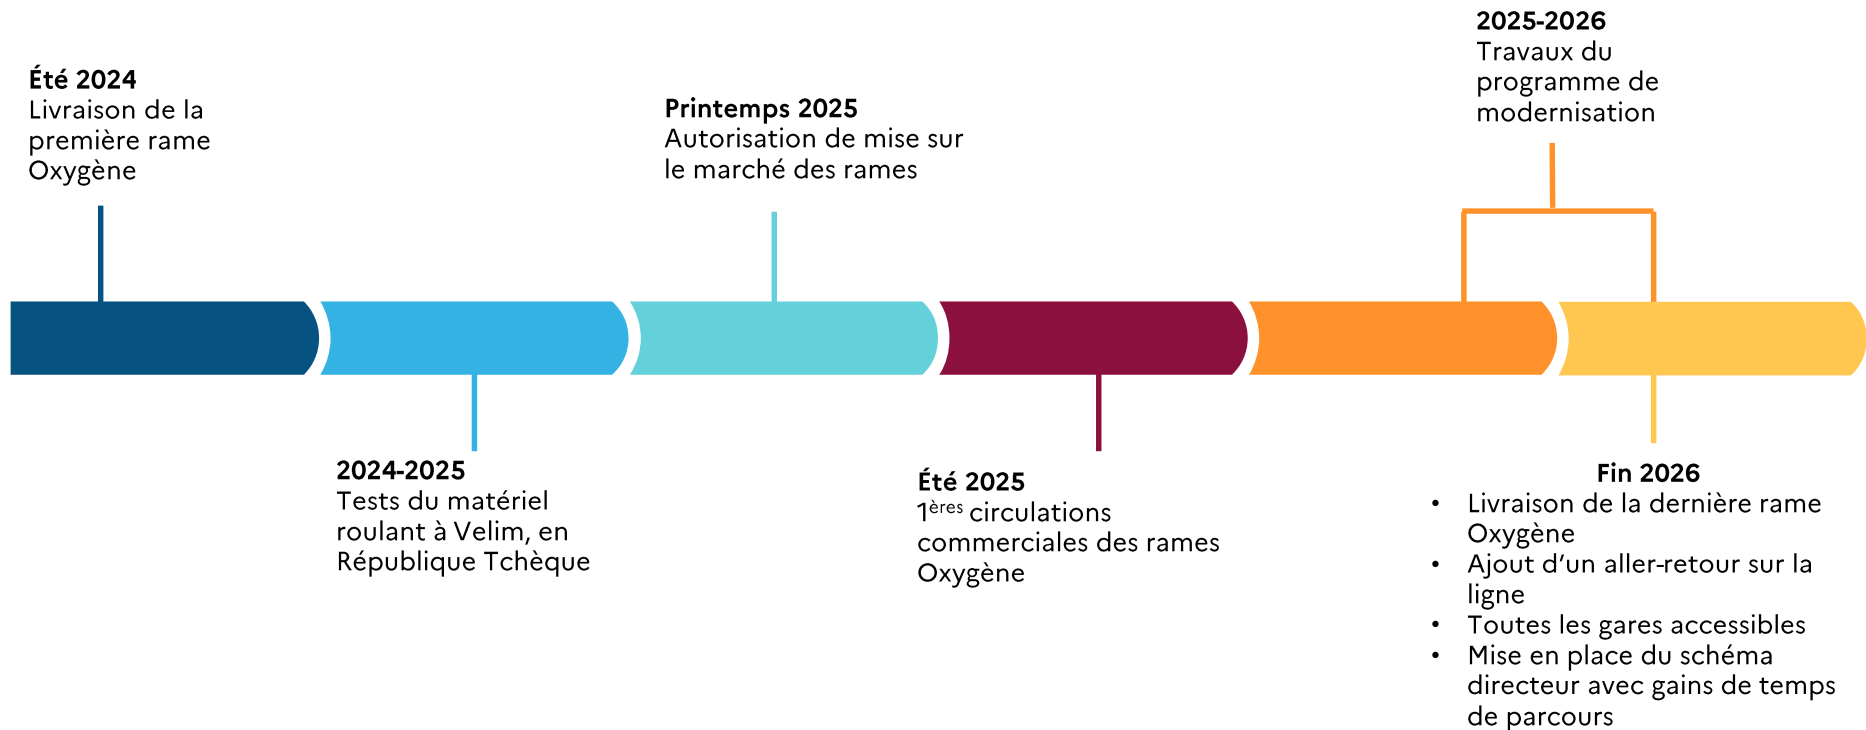 Été 2024
Livraison de la
première rame
Oxygène
2024-2025
Tests du matériel
roulant à Velim, en
République Tchèque
Printemps 2025
Autorisation de mise sur
le marché des rames
Été 2025
1ères circulations
commerciales des rames
Oxygène
2025-2026
Travaux du
programme de
modernisation
Fin 2026
• Livraison de la dernière rame
Oxygène
• Ajout d’un aller-retour sur la
ligne
• Toutes les gares accessibles
• Mise en place du schéma
directeur avec gains de temps
de parcours